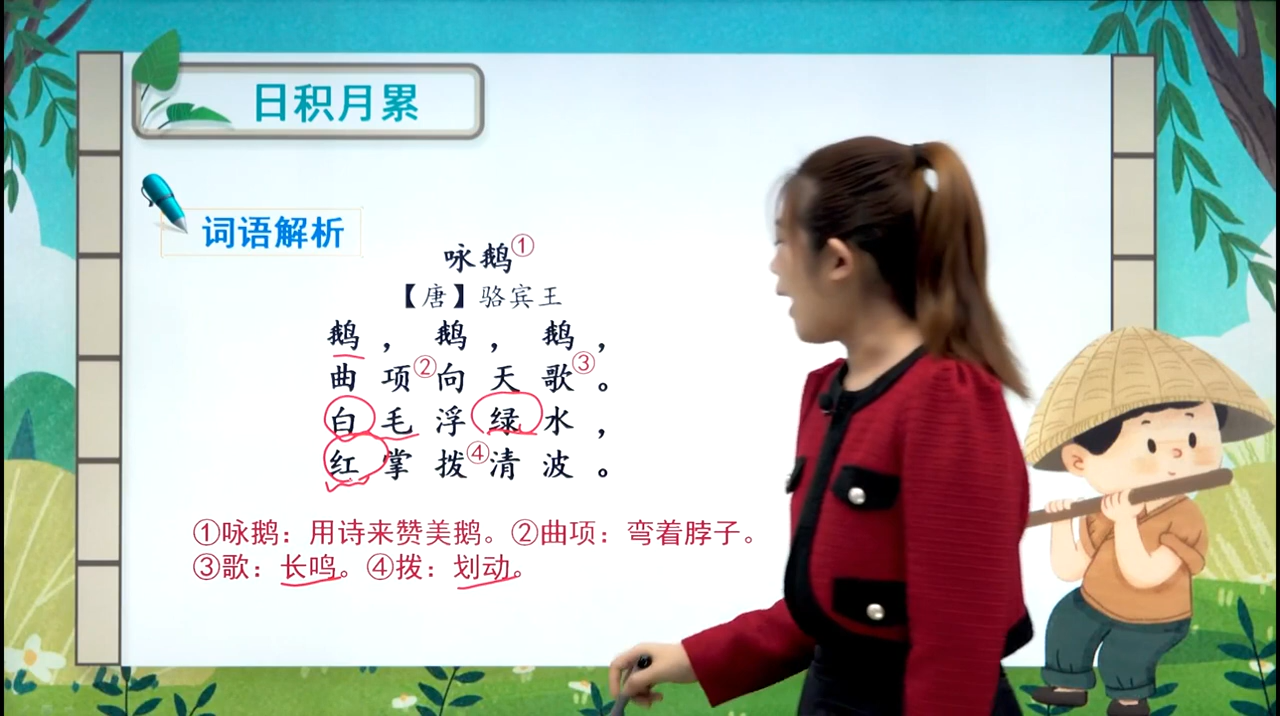 日积月累
词语解析
咏鹅①
【唐】骆宾王
鹅，鹅，鹅，
曲项②向天歌③。
白毛浮绿水，
红掌拨④清波。
①咏鹅：用诗来赞美鹅。②曲项：弯着脖子。
③歌：长鸣。④拨：划动。